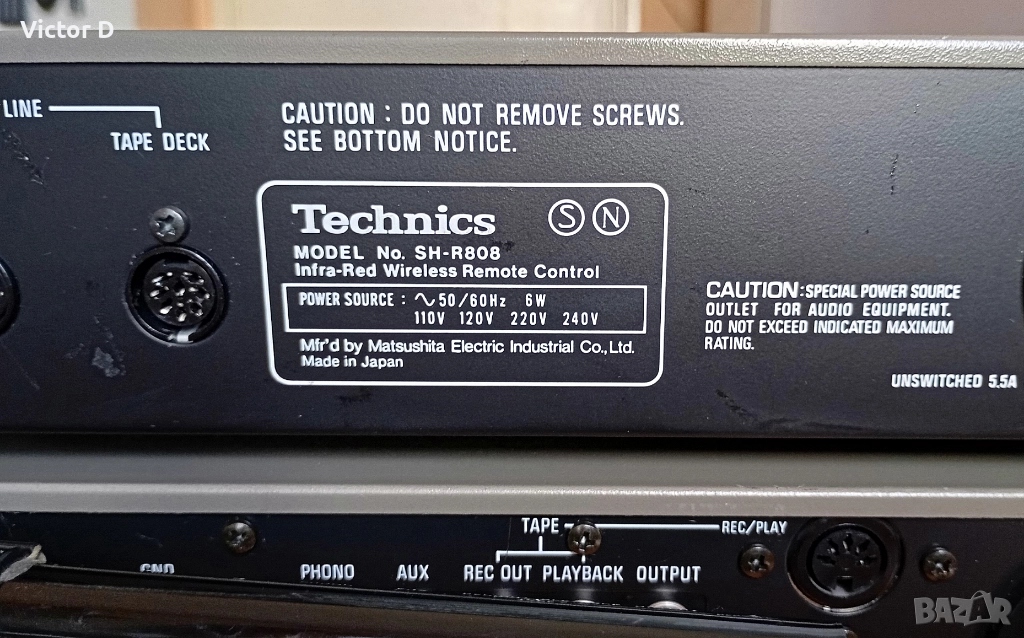 Victor D
LINE
TAPE DECK
CAUTION : DO NOT REMOVE SCREWS.
SEE BOTTOM NOTICE.
Technics S N
MODEL No. SH-R808
Infra-Red Wireless Remote Control
POWER SOURCE : ∿ 50/60Hz 6W
110V 120V 220V 240V
Mfr'd by Matsushita Electric Industrial Co., Ltd.
Made in Japan
CAUTION: SPECIAL POWER SOURCE
OUTLET FOR AUDIO EQUIPMENT.
DO NOT EXCEED INDICATED MAXIMUM
RATING.
UNSWITCHED 5.5A
TAPE
REC/PLAY
GND
PHONO
AUX
REC OUT PLAYBACK OUTPUT
BAZAR